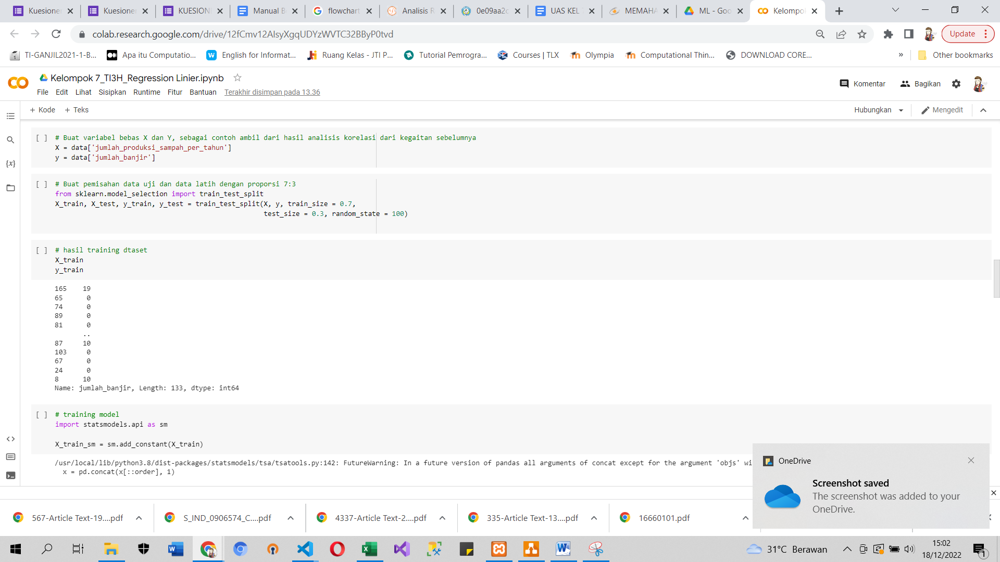 Kuesioner
Kuesioner
KUESION
Manual B
flowchart
Analisis R
0e09aa2c
UAS KEL 7
MEMAHA
ML - Goo
Kelompo
colab.research.google.com/drive/12fCmv12AlsyXgqUDYzWVTC32BByP0tvd
Update
TI-GANJIL2021-1-B...
Apa itu Computatio...
English for Informat...
Ruang Kelas - JTI P...
Tutorial Pemrogra...
Courses | TLX
Olympia
Computational Thin...
DOWNLOAD CORE...
»
Other bookmarks
Kelompok 7_TI3H_Regression Linier.ipynb
Komentar
Bagikan
File Edit Lihat Sisipkan Runtime Fitur Bantuan Terakhir disimpan pada 13.36
+ Kode + Teks
Hubungkan
Mengedit
[ ] # Buat variabel bebas X dan Y, sebagai contoh ambil dari hasil analisis korelasi dari kegaitan sebelumnya
X = data['jumlah_produksi_sampah_per_tahun']
y = data['jumlah_banjir']
{x}
[ ] # Buat pemisahan data uji dan data latih dengan proporsi 7:3
from sklearn.model_selection import train_test_split
X_train, X_test, y_train, y_test = train_test_split(X, y, train_size = 0.7,
test_size = 0.3, random_state = 100)
[ ] # hasil training dtaset
X_train
y_train
165 19
65 0
74 0
89 0
81 0
..
87 10
103 0
67 0
24 0
8 10
Name: jumlah_banjir, Length: 133, dtype: int64
[ ] # training model
import statsmodels.api as sm
X_train_sm = sm.add_constant(X_train)
/usr/local/lib/python3.8/dist-packages/statsmodels/tsa/tsatools.py:142: FutureWarning: In a future version of pandas all arguments of concat except for the argument 'objs' wi
x = pd.concat(x[::order], 1)
OneDrive
Screenshot saved
The screenshot was added to your
OneDrive.
567-Article Text-19....pdf
S_IND_0906574_C....pdf
4337-Article Text-2....pdf
335-Article Text-13....pdf
16660101.pdf
31°C Berawan
15:02
18/12/2022
1